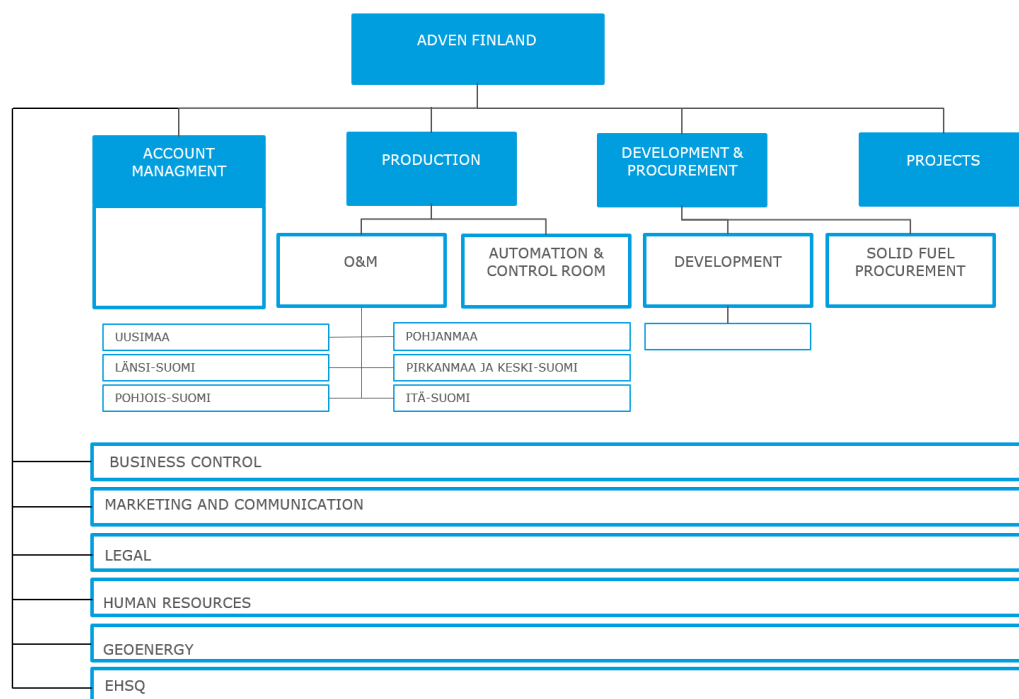 ADVEN FINLAND
ACCOUNT
MANAGMENT
PRODUCTION
DEVELOPMENT &
PROCUREMENT
PROJECTS
O&M
AUTOMATION &
CONTROL ROOM
DEVELOPMENT
SOLID FUEL
PROCUREMENT
UUSIMAA
POHJANMAA
LÄNSI-SUOMI
PIRKANMAA JA KESKI-SUOMI
POHJOIS-SUOMI
ITÄ-SUOMI
BUSINESS CONTROL
MARKETING AND COMMUNICATION
LEGAL
HUMAN RESOURCES
GEOENERGY
EHSQ